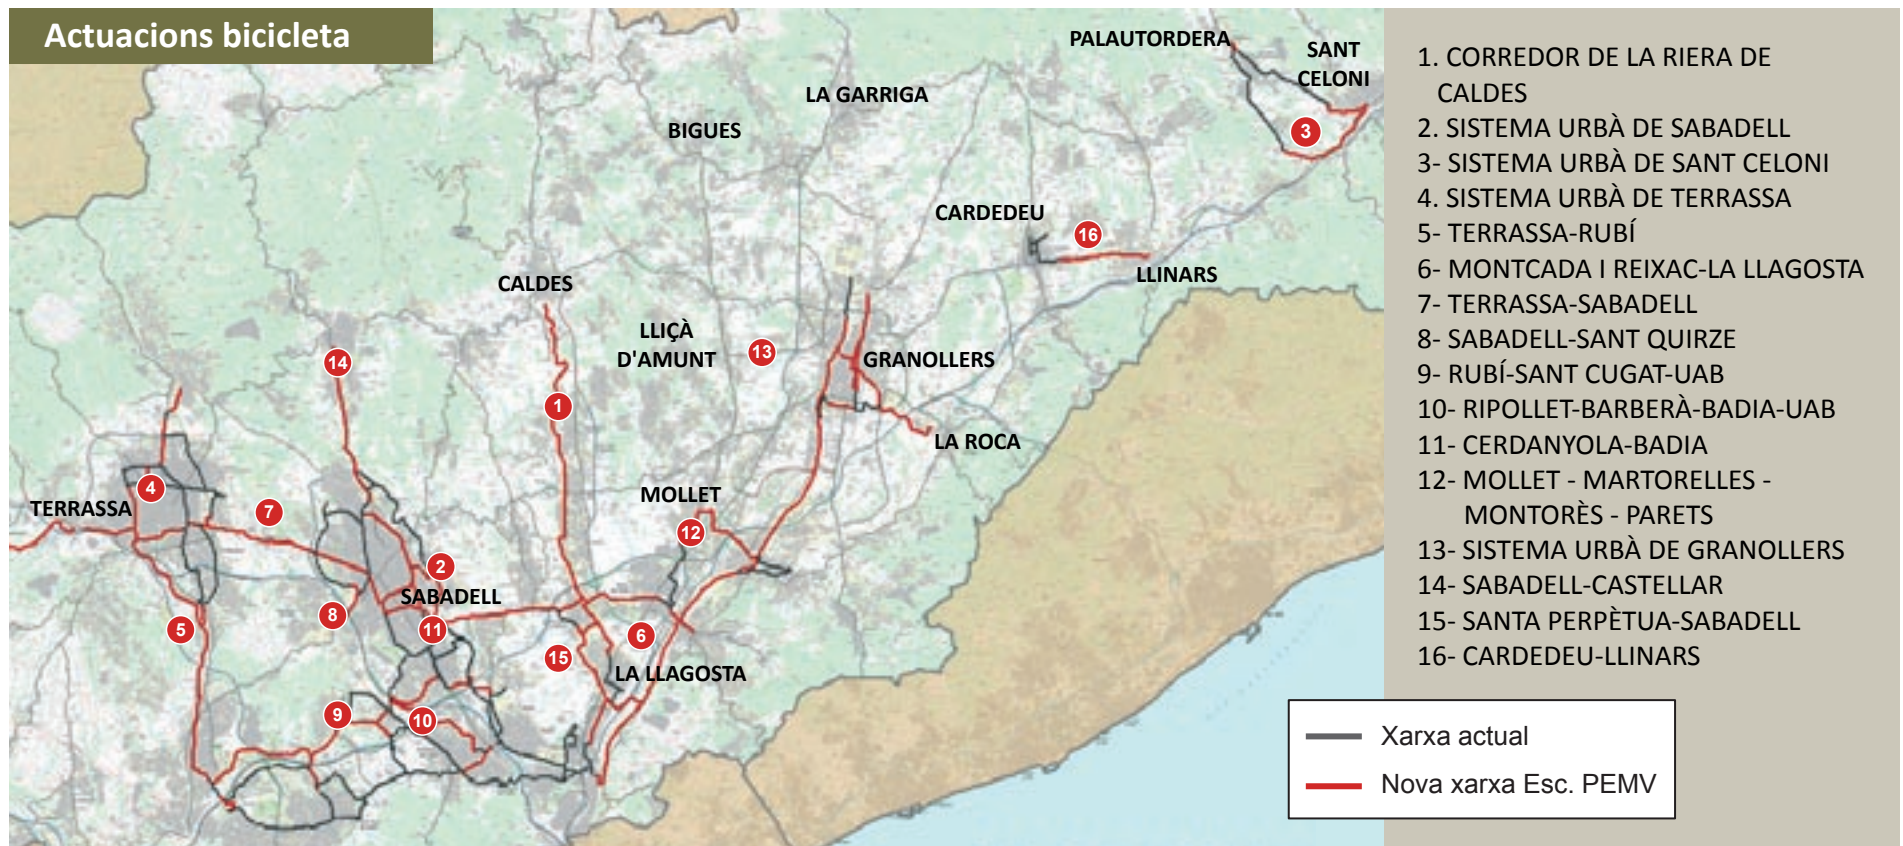 Actuacions bicicleta
PALAUTORDERA
SANT
CELONI
LA GARRIGA
BIGUES
3
CARDEDEU
16
LLINARS
CALDES
LLIÇÀ
D'AMUNT
13
GRANOLLERS
14
1
LA ROCA
4
TERRASSA
7
MOLLET
12
2
SABADELL
8
11
5
6
15
LA LLAGOSTA
9
10
1. CORREDOR DE LA RIERA DE
CALDES
2. SISTEMA URBÀ DE SABADELL
3- SISTEMA URBÀ DE SANT CELONI
4. SISTEMA URBÀ DE TERRASSA
5- TERRASSA-RUBÍ
6- MONTCADA I REIXAC-LA LLAGOSTA
7- TERRASSA-SABADELL
8- SABADELL-SANT QUIRZE
9- RUBÍ-SANT CUGAT-UAB
10- RIPOLLET-BARBERÀ-BADIA-UAB
11- CERDANYOLA-BADIA
12- MOLLET - MARTORELLES -
MONTORÈS - PARETS
13- SISTEMA URBÀ DE GRANOLLERS
14- SABADELL-CASTELLAR
15- SANTA PERPÈTUA-SABADELL
16- CARDEDEU-LLINARS
Xarxa actual
Nova xarxa Esc. PEMV